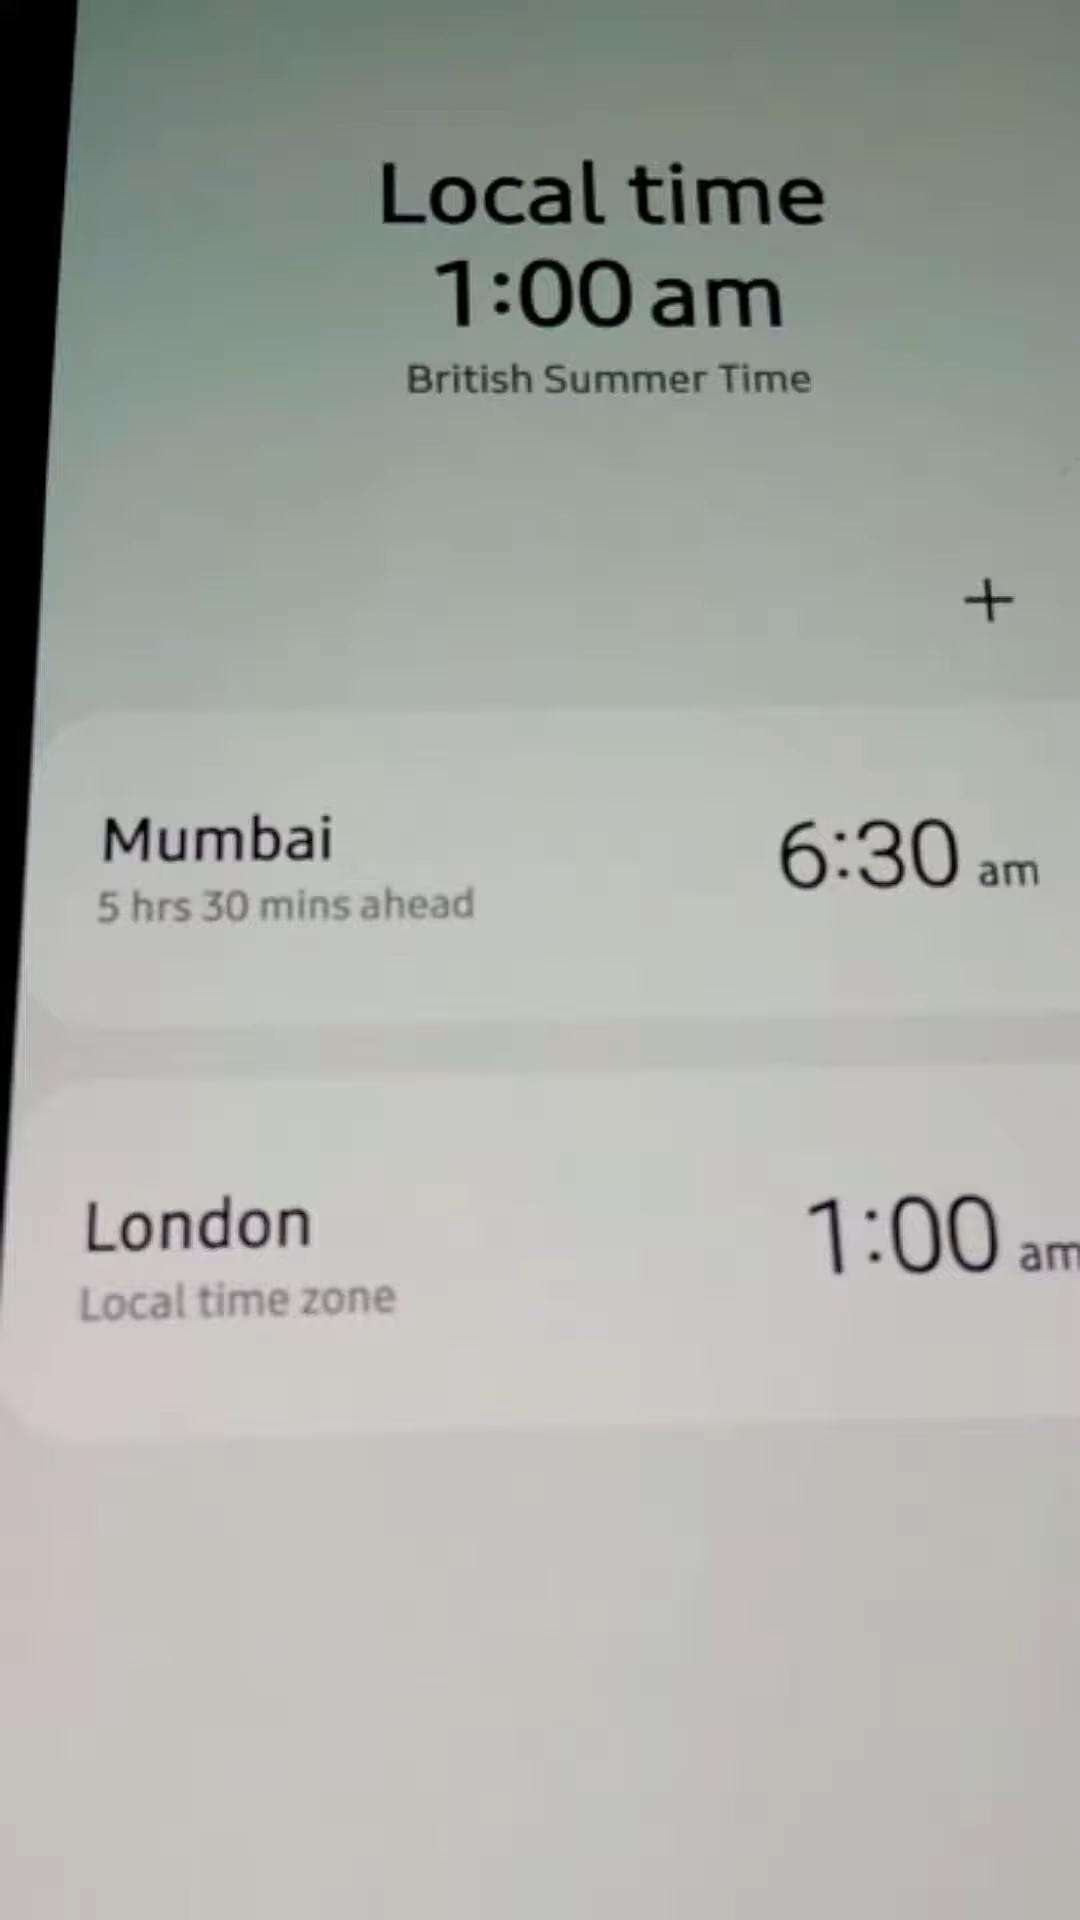 Local time
1:00 am
British Summer Time
+
Mumbai
6:30 am
5 hrs 30 mins ahead
London
1:00 am
Local time zone